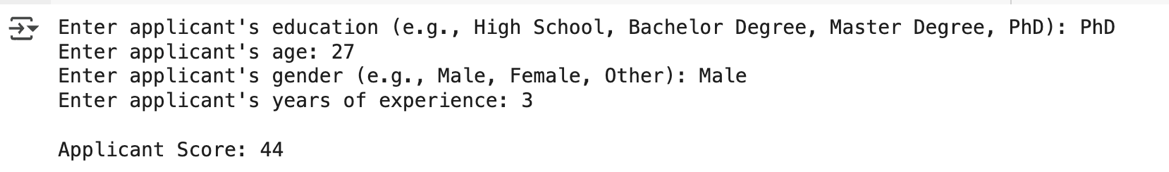 Enter applicant's education (e.g., High School, Bachelor Degree, Master Degree, PhD): PhD
Enter applicant's age: 27
Enter applicant's gender (e.g., Male, Female, Other): Male
Enter applicant's years of experience: 3
Applicant Score: 44